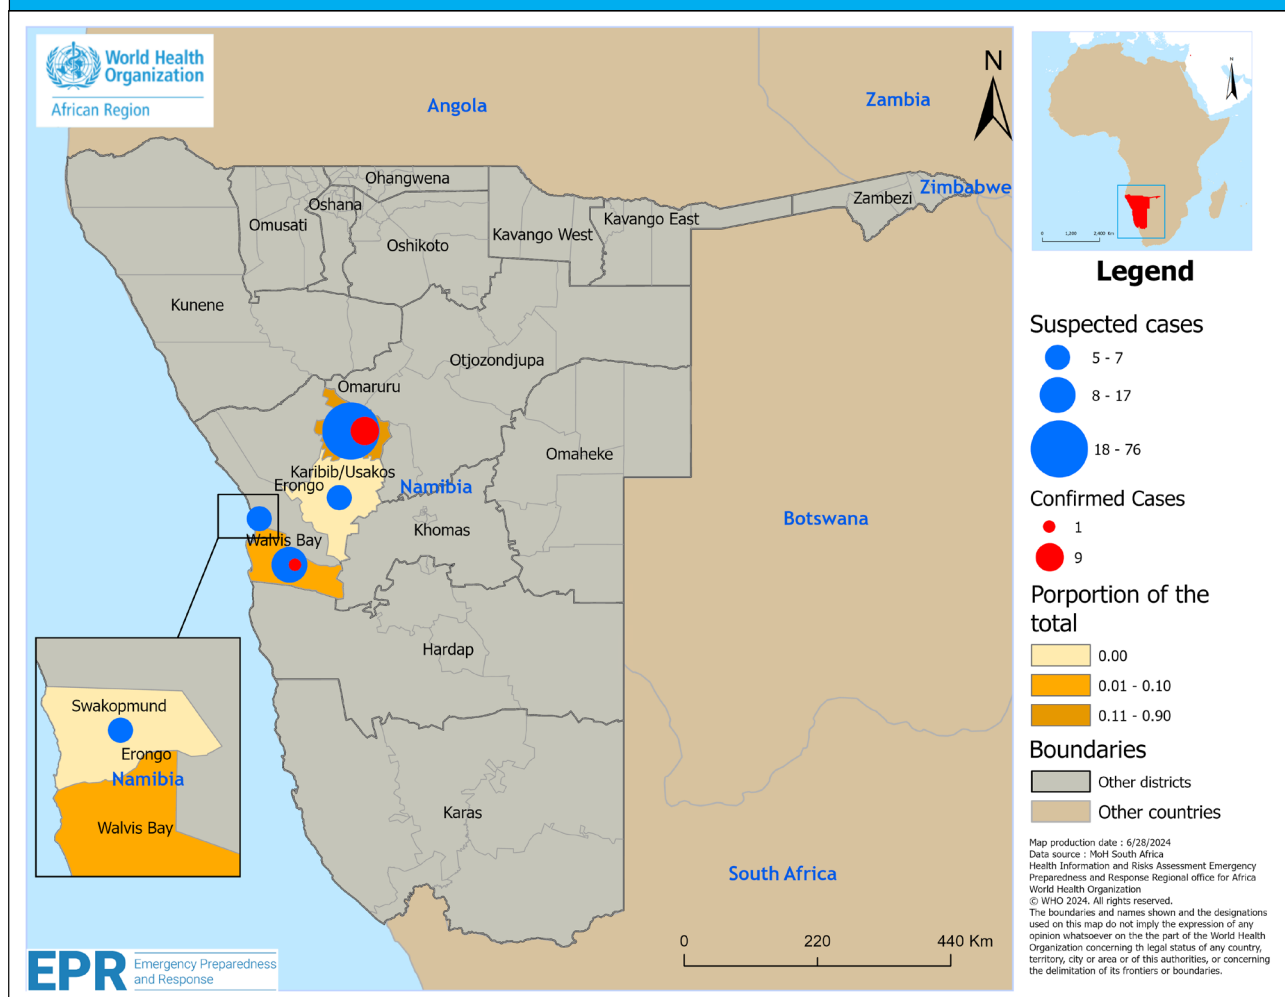 World Health
Organization
African Region
Angola
Zambia
N
Zimbabwe
Zambezi
Ohangwena
Oshana
Omusati
Oshikoto
Kavango West
Kavango East
Kunene
Otjozondjupa
Omaruru
Omaheke
Karibib/Usakos
Erongo
Namibia
Botswana
Khomas
Walvis Bay
Hardap
Swakopmund
Erongo
Namibia
Walvis Bay
Karas
South Africa
0 220 440 Km
EPR
Emergency Preparedness
and Response
N
0 1,200 2,400 Km
Legend
Suspected cases
5 - 7
8 - 17
18 - 76
Confirmed Cases
1
9
Porportion of the
total
0.00
0.01 - 0.10
0.11 - 0.90
Boundaries
Other districts
Other countries
Map production date : 6/28/2024
Data source : MoH South Africa
Health Information and Risks Assessment Emergency
Preparedness and Response Regional office for Africa
World Health Organization
© WHO 2024. All rights reserved.
The boundaries and names shown and the designations
used on this map do not imply the expression of any
opinion whatsoever on the the part of the World Health
Organization concerning th legal status of any country,
territory, city or area or of this authorities, or concerning
the delimitation of its frontiers or boundaries.